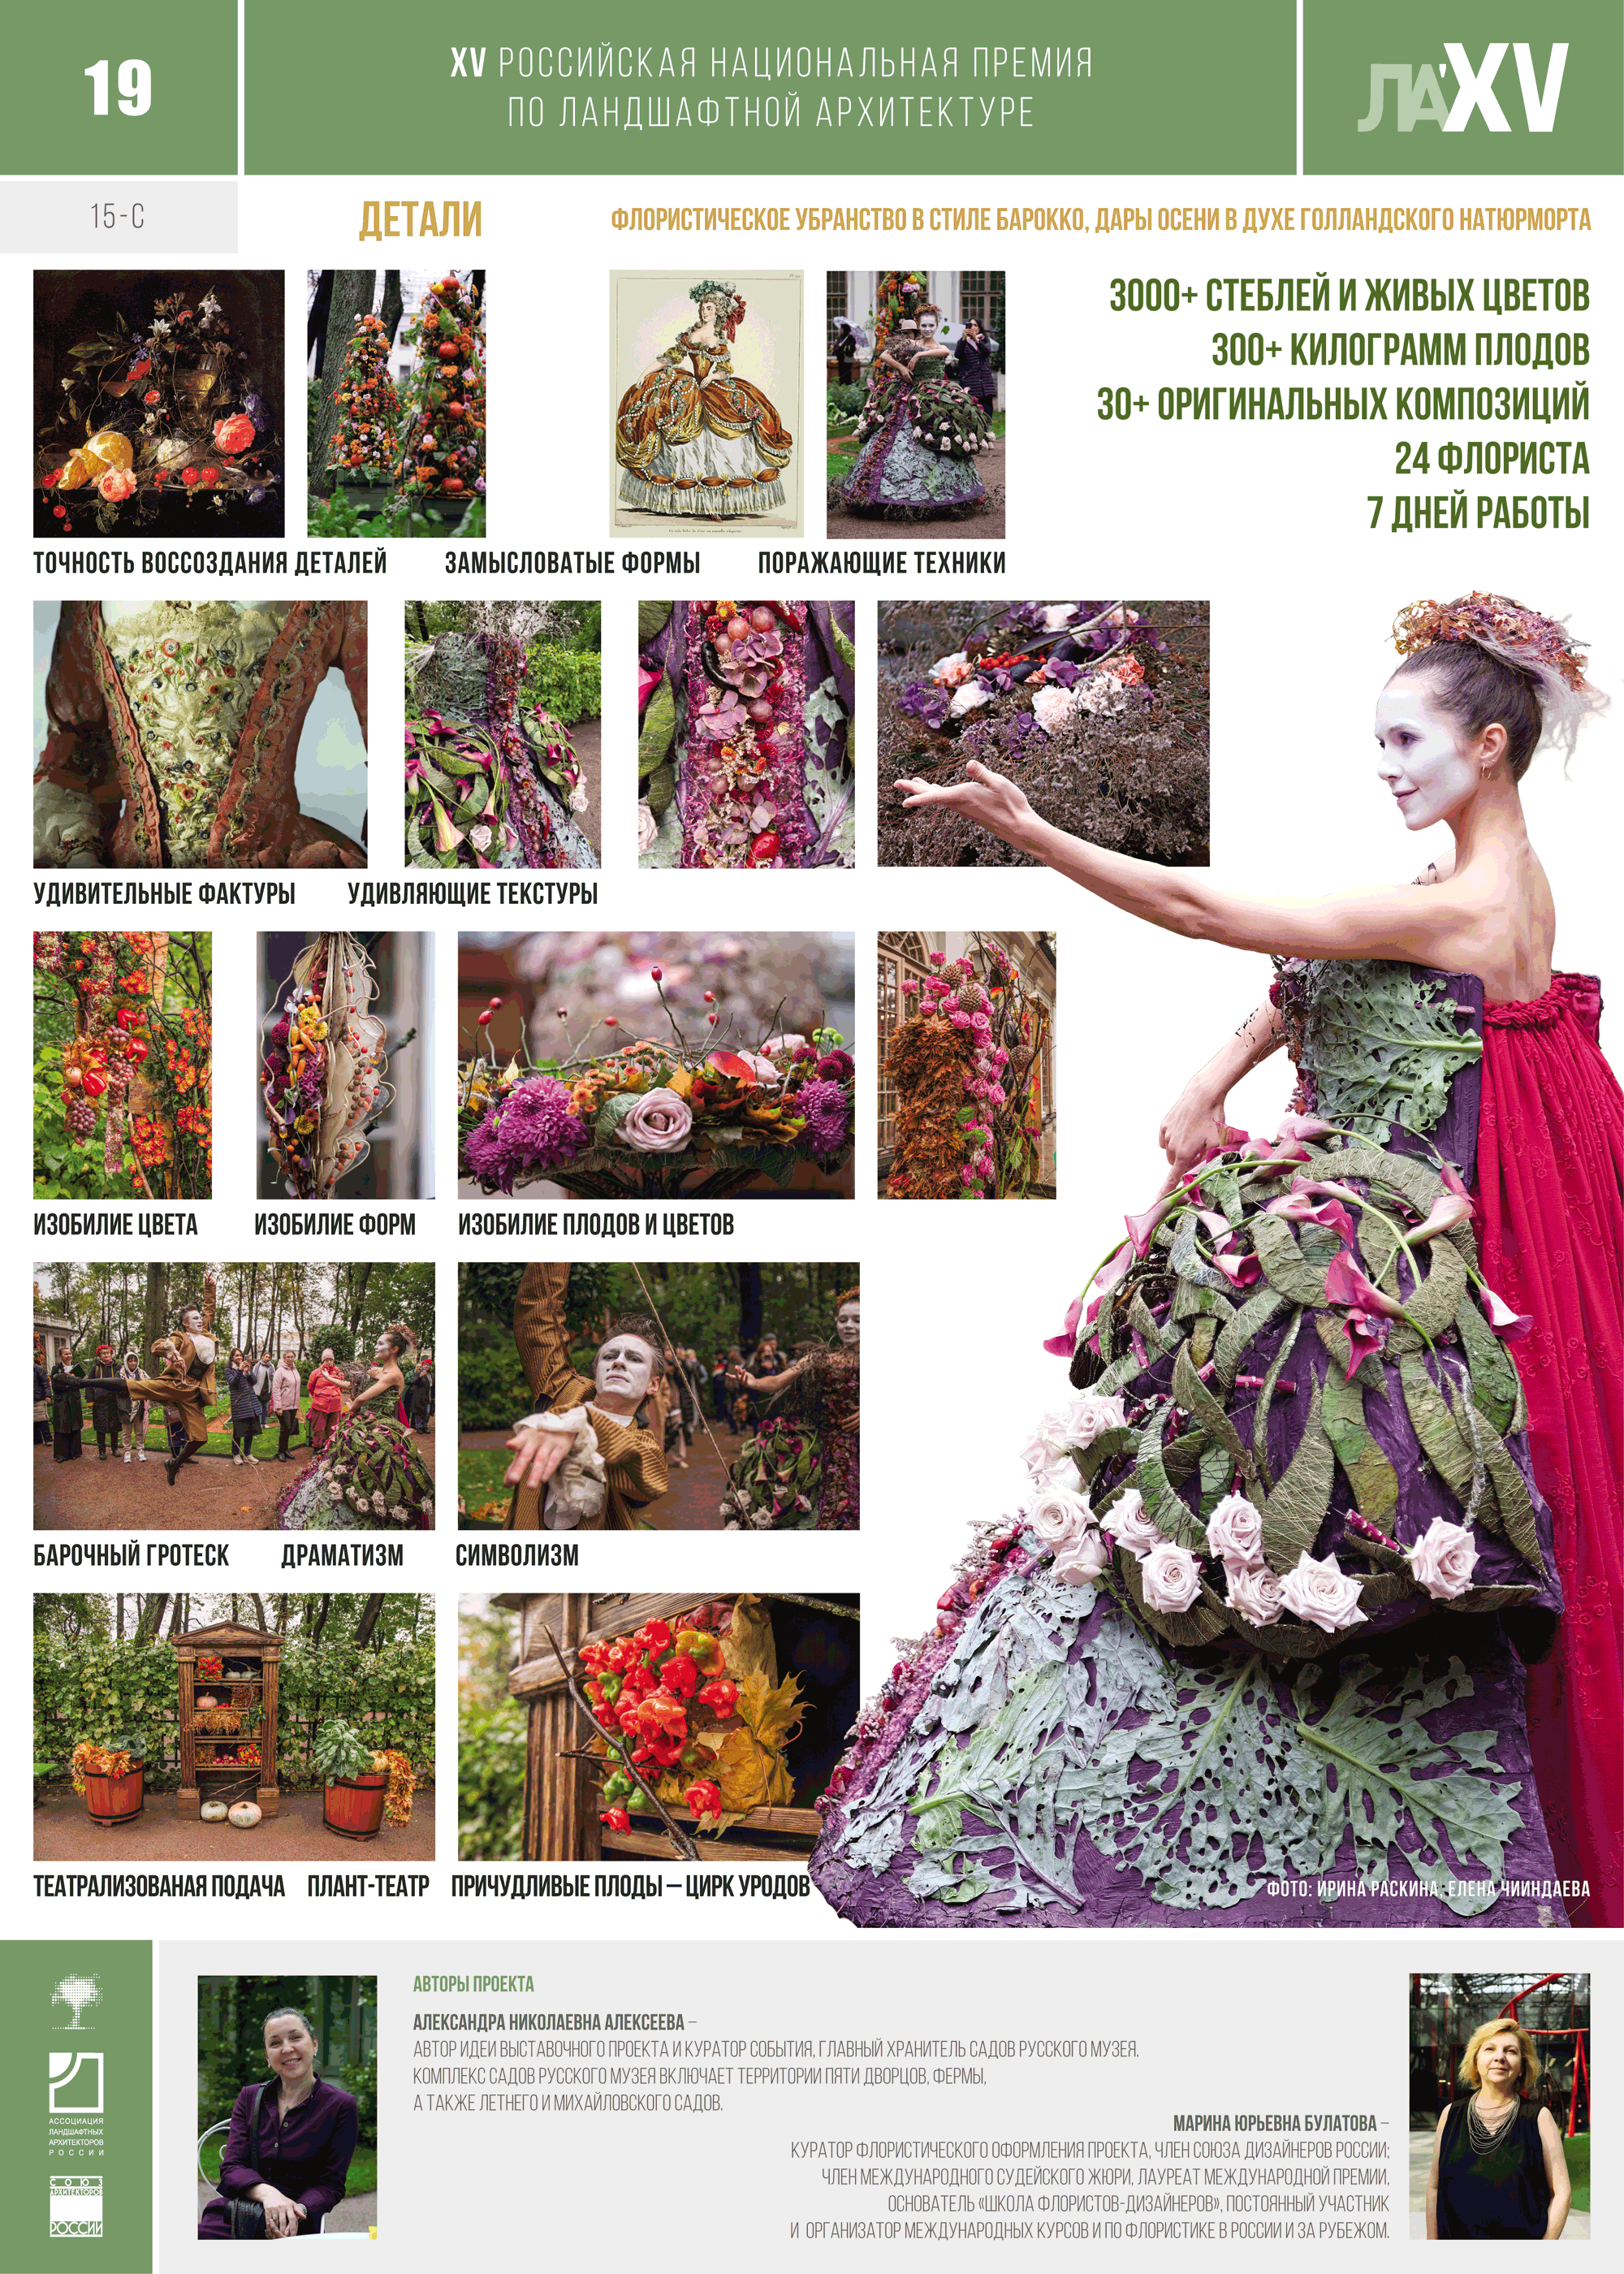 19
XV РОССИЙСКАЯ НАЦИОНАЛЬНАЯ ПРЕМИЯ
ПО ЛАНДШАФТНОЙ АРХИТЕКТУРЕ
ЛА'XV
15-С
ДЕТАЛИ
ФЛОРИСТИЧЕСКОЕ УБРАНСТВО В СТИЛЕ БАРОККО, ДАРЫ ОСЕНИ В ДУХЕ ГОЛЛАНДСКОГО НАТЮРМОРТА
3000+ СТЕБЛЕЙ И ЖИВЫХ ЦВЕТОВ
300+ КИЛОГРАММ ПЛОДОВ
30+ ОРИГИНАЛЬНЫХ КОМПОЗИЦИЙ
24 ФЛОРИСТА
7 ДНЕЙ РАБОТЫ
ТОЧНОСТЬ ВОССОЗДАНИЯ ДЕТАЛЕЙ
ЗАМЫСЛОВАТЫЕ ФОРМЫ
ПОРАЖАЮЩИЕ ТЕХНИКИ
УДИВИТЕЛЬНЫЕ ФАКТУРЫ
УДИВЛЯЮЩИЕ ТЕКСТУРЫ
ИЗОБИЛИЕ ЦВЕТА
ИЗОБИЛИЕ ФОРМ
ИЗОБИЛИЕ ПЛОДОВ И ЦВЕТОВ
БАРОЧНЫЙ ГРОТЕСК
ДРАМАТИЗМ
СИМВОЛИЗМ
ТЕАТРАЛИЗОВАНАЯ ПОДАЧА
ПЛАНТ-ТЕАТР
ПРИЧУДЛИВЫЕ ПЛОДЫ – ЦИРК УРОДОВ
ФОТО: ИРИНА РАСКИНА, ЕЛЕНА ЧИИНДАЕВА
АССОЦИАЦИЯ
ЛАНДШАФТНЫХ
АРХИТЕКТОРОВ
РОССИИ
СОЮЗ
АРХИТЕКТОРОВ
РОССИИ
АВТОРЫ ПРОЕКТА
АЛЕКСАНДРА НИКОЛАЕВНА АЛЕКСЕЕВА –
АВТОР ИДЕИ ВЫСТАВОЧНОГО ПРОЕКТА И КУРАТОР СОБЫТИЯ, ГЛАВНЫЙ ХРАНИТЕЛЬ САДОВ РУССКОГО МУЗЕЯ.
КОМПЛЕКС САДОВ РУССКОГО МУЗЕЯ ВКЛЮЧАЕТ ТЕРРИТОРИИ ПЯТИ ДВОРЦОВ, ФЕРМЫ,
А ТАКЖЕ ЛЕТНЕГО И МИХАЙЛОВСКОГО САДОВ.
МАРИНА ЮРЬЕВНА БУЛАТОВА –
КУРАТОР ФЛОРИСТИЧЕСКОГО ОФОРМЛЕНИЯ ПРОЕКТА, ЧЛЕН СОЮЗА ДИЗАЙНЕРОВ РОССИИ;
ЧЛЕН МЕЖДУНАРОДНОГО СУДЕЙСКОГО ЖЮРИ, ЛАУРЕАТ МЕЖДУНАРОДНОЙ ПРЕМИИ,
ОСНОВАТЕЛЬ «ШКОЛА ФЛОРИСТОВ-ДИЗАЙНЕРОВ», ПОСТОЯННЫЙ УЧАСТНИК
И ОРГАНИЗАТОР МЕЖДУНАРОДНЫХ КУРСОВ И ПО ФЛОРИСТИКЕ В РОССИИ И ЗА РУБЕЖОМ.